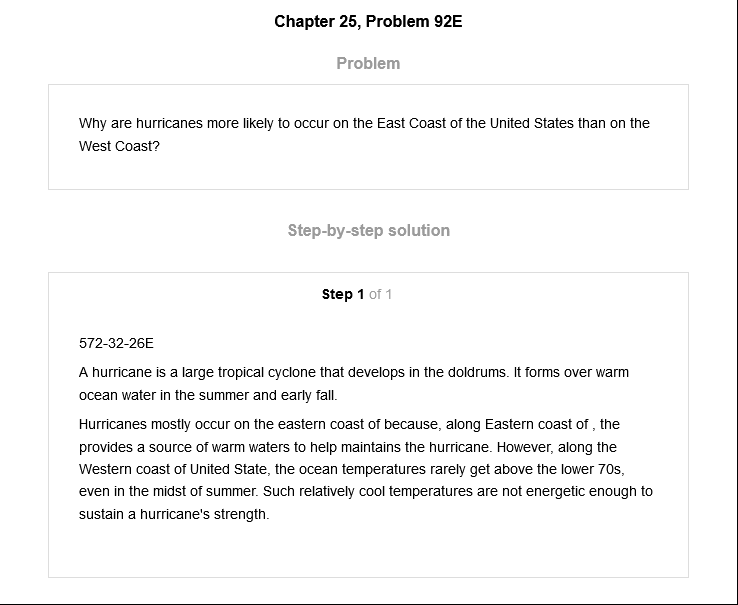 Chapter 25, Problem 92E
Problem
Why are hurricanes more likely to occur on the East Coast of the United States than on the
West Coast?
Step-by-step solution
Step 1 of 1
572-32-26E
A hurricane is a large tropical cyclone that develops in the doldrums. It forms over warm
ocean water in the summer and early fall.
Hurricanes mostly occur on the eastern coast of because, along Eastern coast of , the
provides a source of warm waters to help maintains the hurricane. However, along the
Western coast of United State, the ocean temperatures rarely get above the lower 70s,
even in the midst of summer. Such relatively cool temperatures are not energetic enough to
sustain a hurricane's strength.